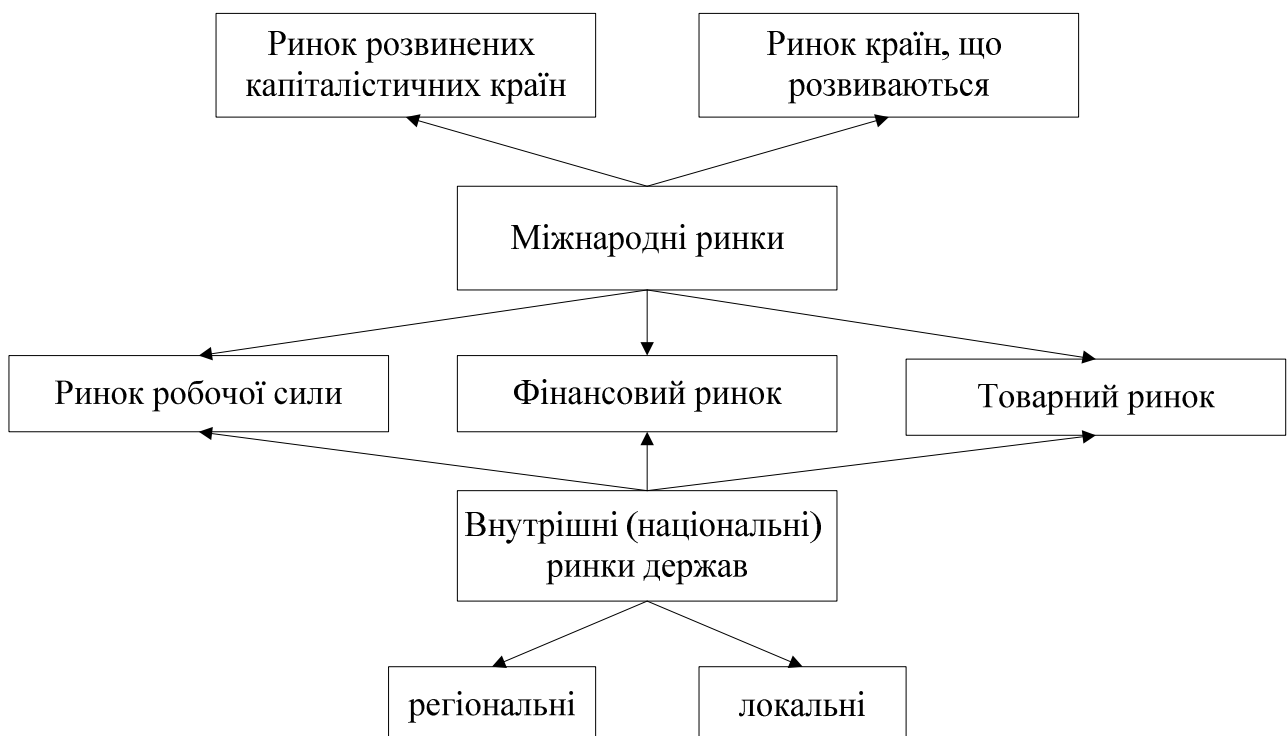 Ринок розвинених
капіталістичних країн
Ринок країн, що
розвиваються
Міжнародні ринки
Ринок робочої сили
Фінансовий ринок
Товарний ринок
Внутрішні (національні)
ринки держав
регіональні
локальні